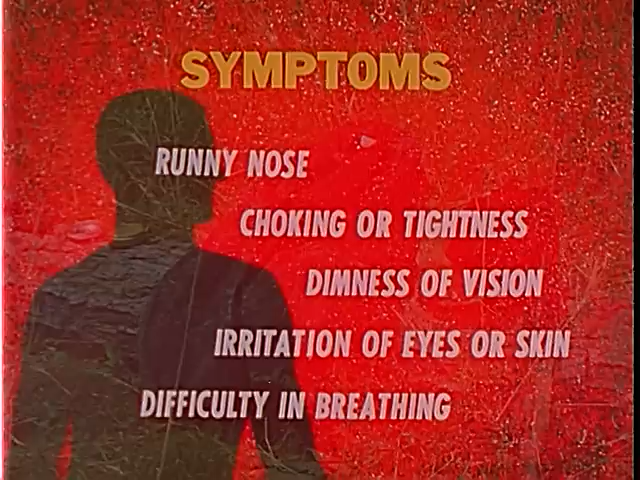 SYMPTOMS
RUNNY NOSE
CHOKING OR TIGHTNESS
DIMNESS OF VISION
IRRITATION OF EYES OR SKIN
DIFFICULTY IN BREATHING